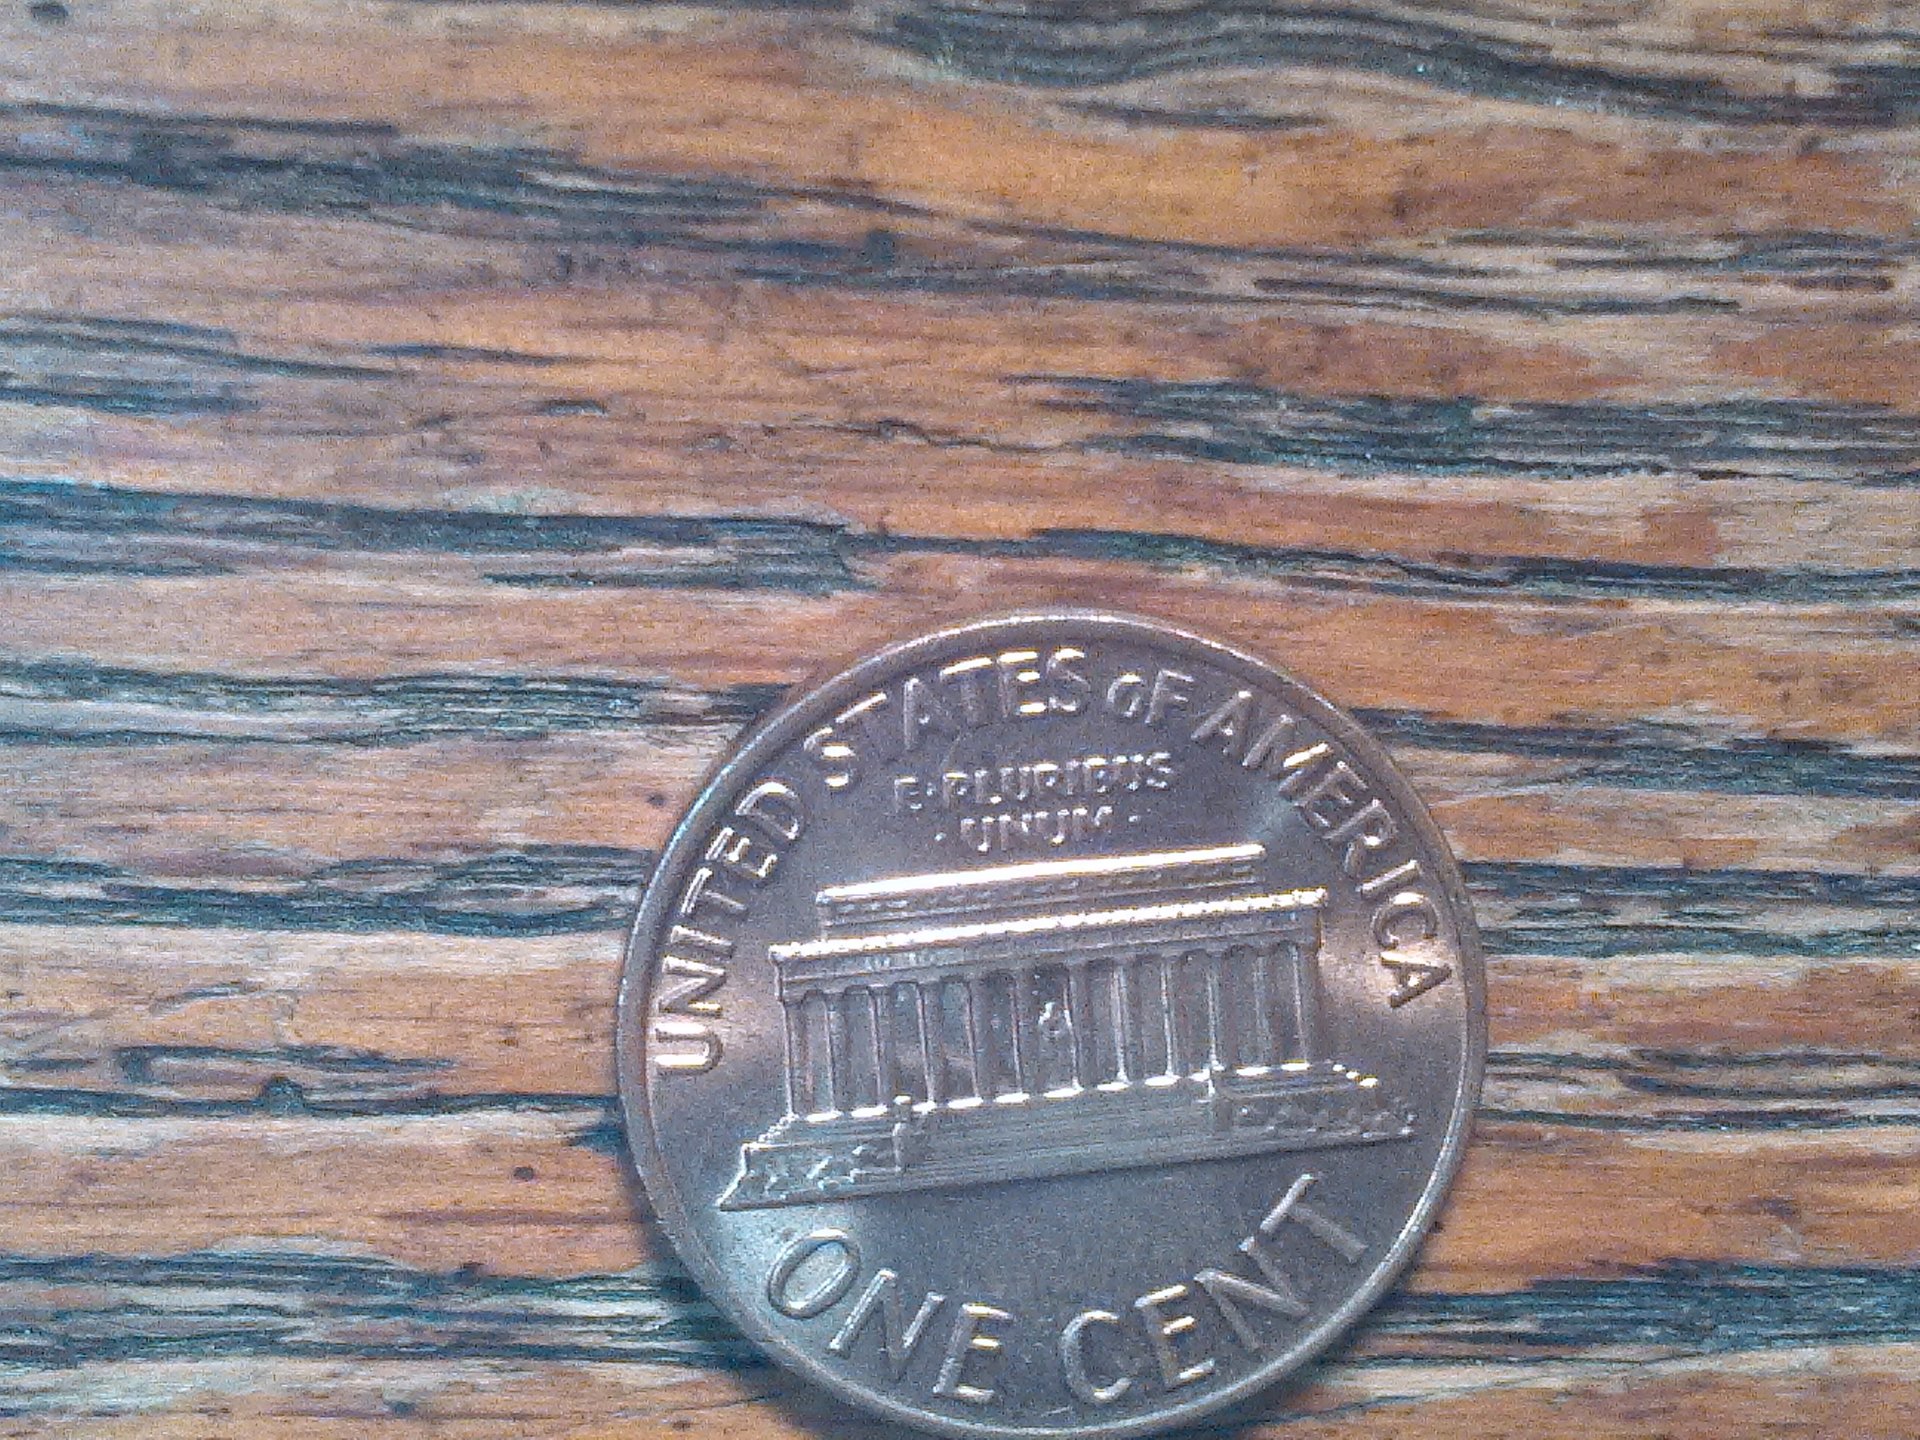 UNITED STATES OF AMERICA
E·PLURIBUS
·UNUM·
ONE CENT